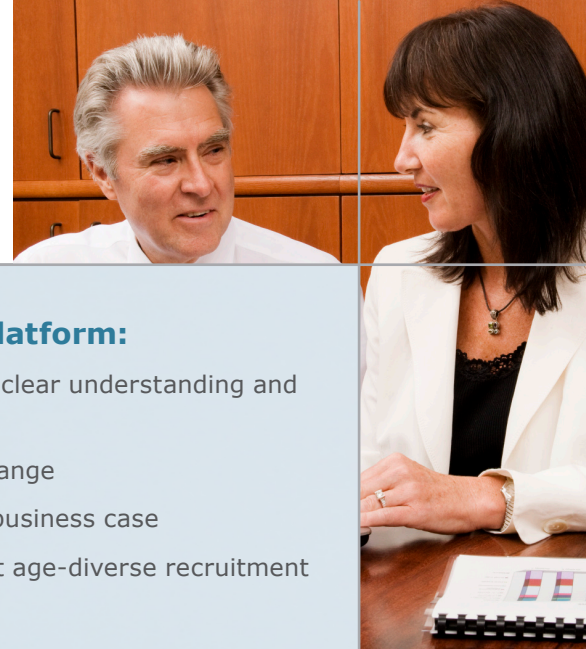 latform:
clear understanding and
ange
business case
t age-diverse recruitment